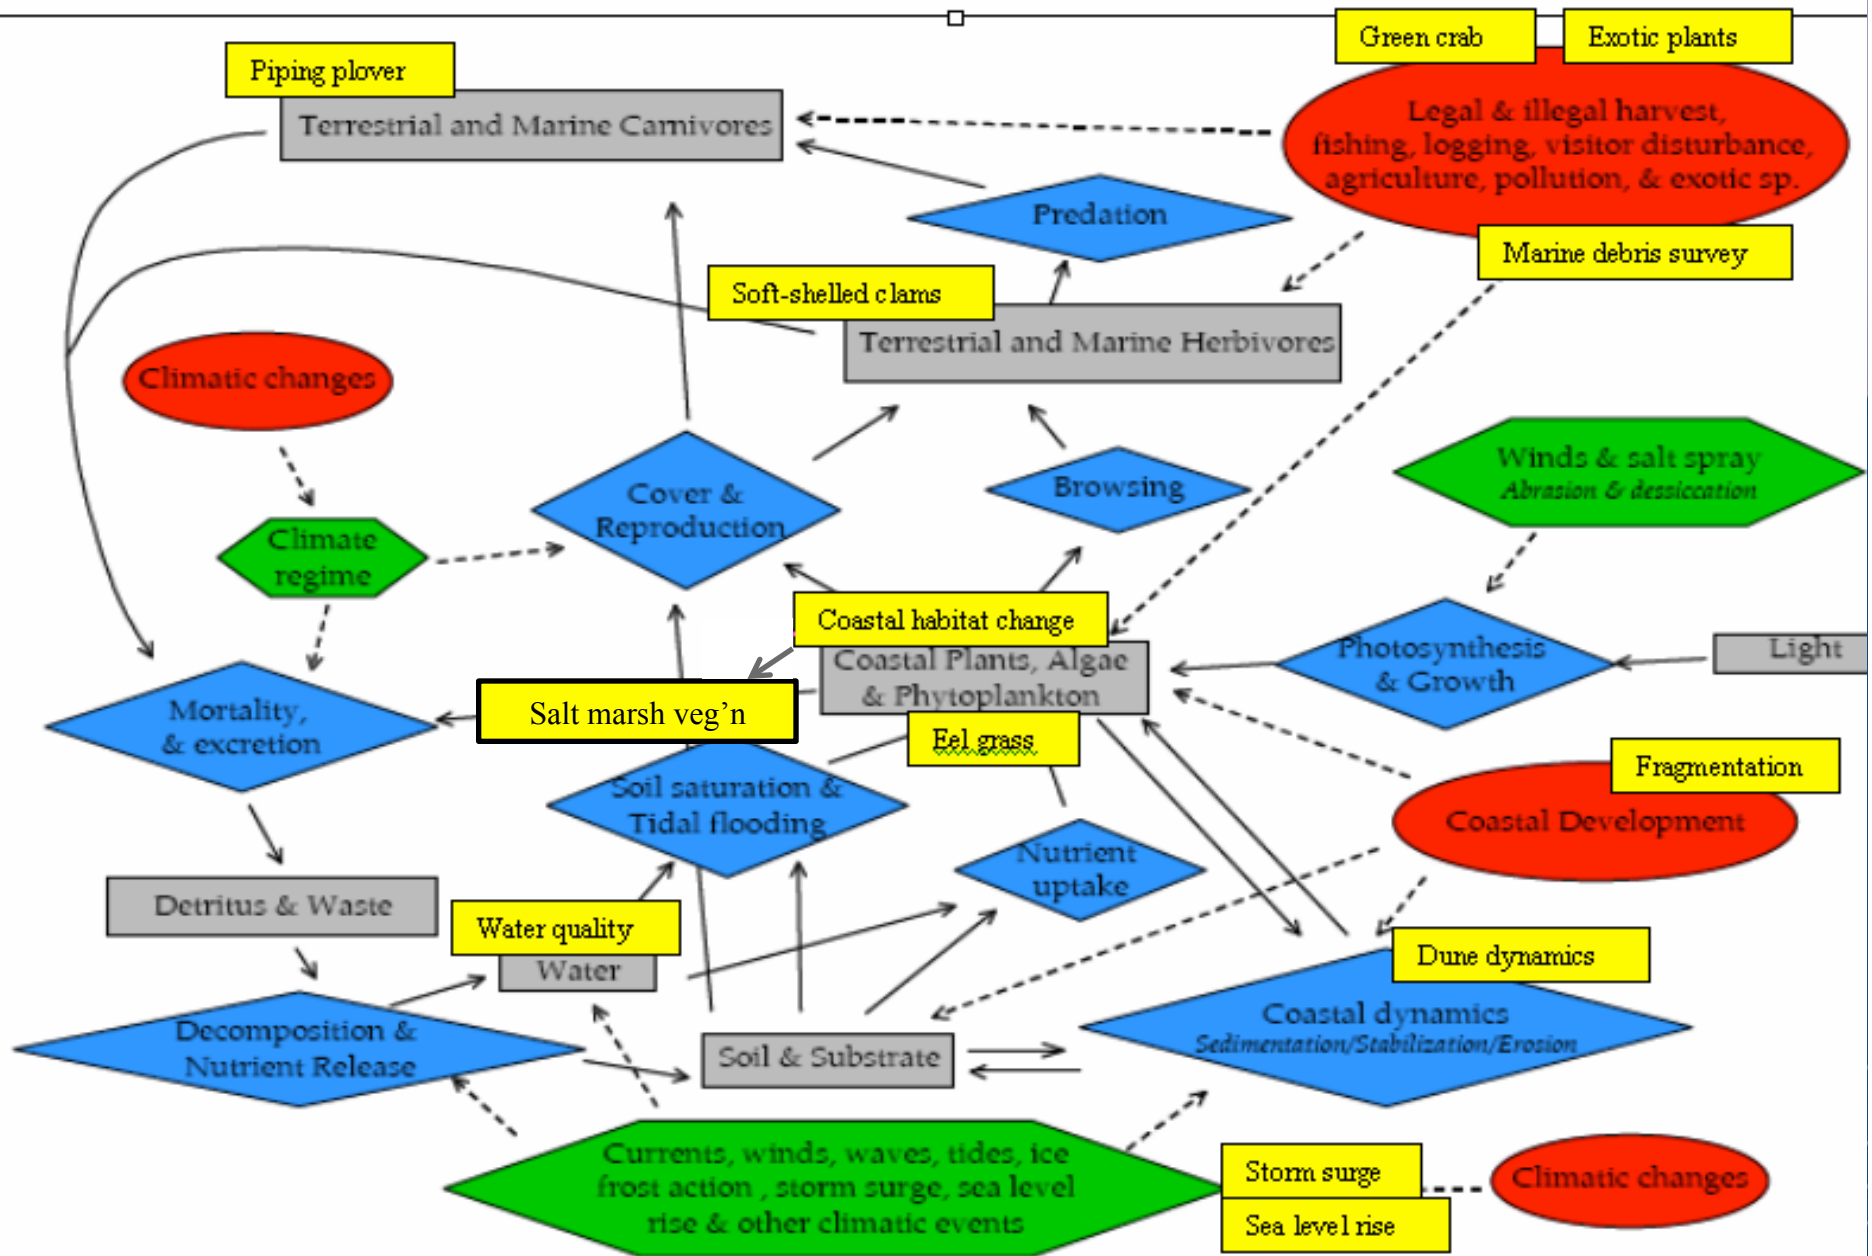 Green crab
Exotic plants
Piping plover
Terrestrial and Marine Carnivores
Legal & illegal harvest,
fishing, logging, visitor disturbance,
agriculture, pollution, & exotic sp.
Predation
Marine debris survey
Soft-shelled clams
Terrestrial and Marine Herbivores
Climatic changes
Winds & salt spray
Abrasion & dessiccation
Cover &
Reproduction
Browsing
Climate
regime
Coastal habitat change
Coastal Plants, Algae
& Phytoplankton
Photosynthesis
& Growth
Light
Salt marsh veg’n
Mortality,
& excretion
Eel grass
Fragmentation
Soil saturation &
Tidal flooding
Coastal Development
Nutrient
uptake
Detritus & Waste
Water quality
Water
Dune dynamics
Coastal dynamics
Sedimentation/Stabilization/Erosion
Decomposition &
Nutrient Release
Soil & Substrate
Currents, winds, waves, tides, ice
frost action , storm surge, sea level
rise & other climatic events
Storm surge
Sea level rise
Climatic changes